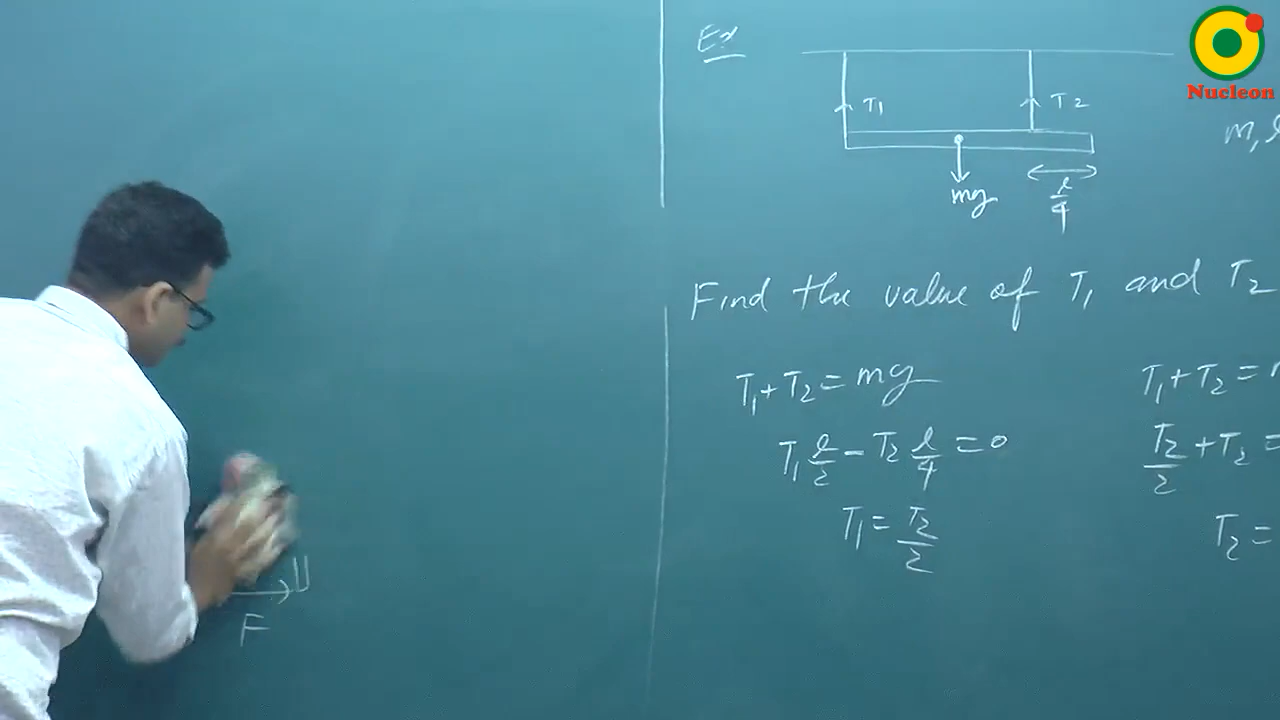 Ex
Nucleon
T1
T2
m, l
mg
l/4
Find the value of T1 and T2
T1 + T2 = mg
T1 l/2 - T2 l/4 = 0
T1 = T2/2
T1 + T2 =
T2/2 + T2 =
T2 =
F